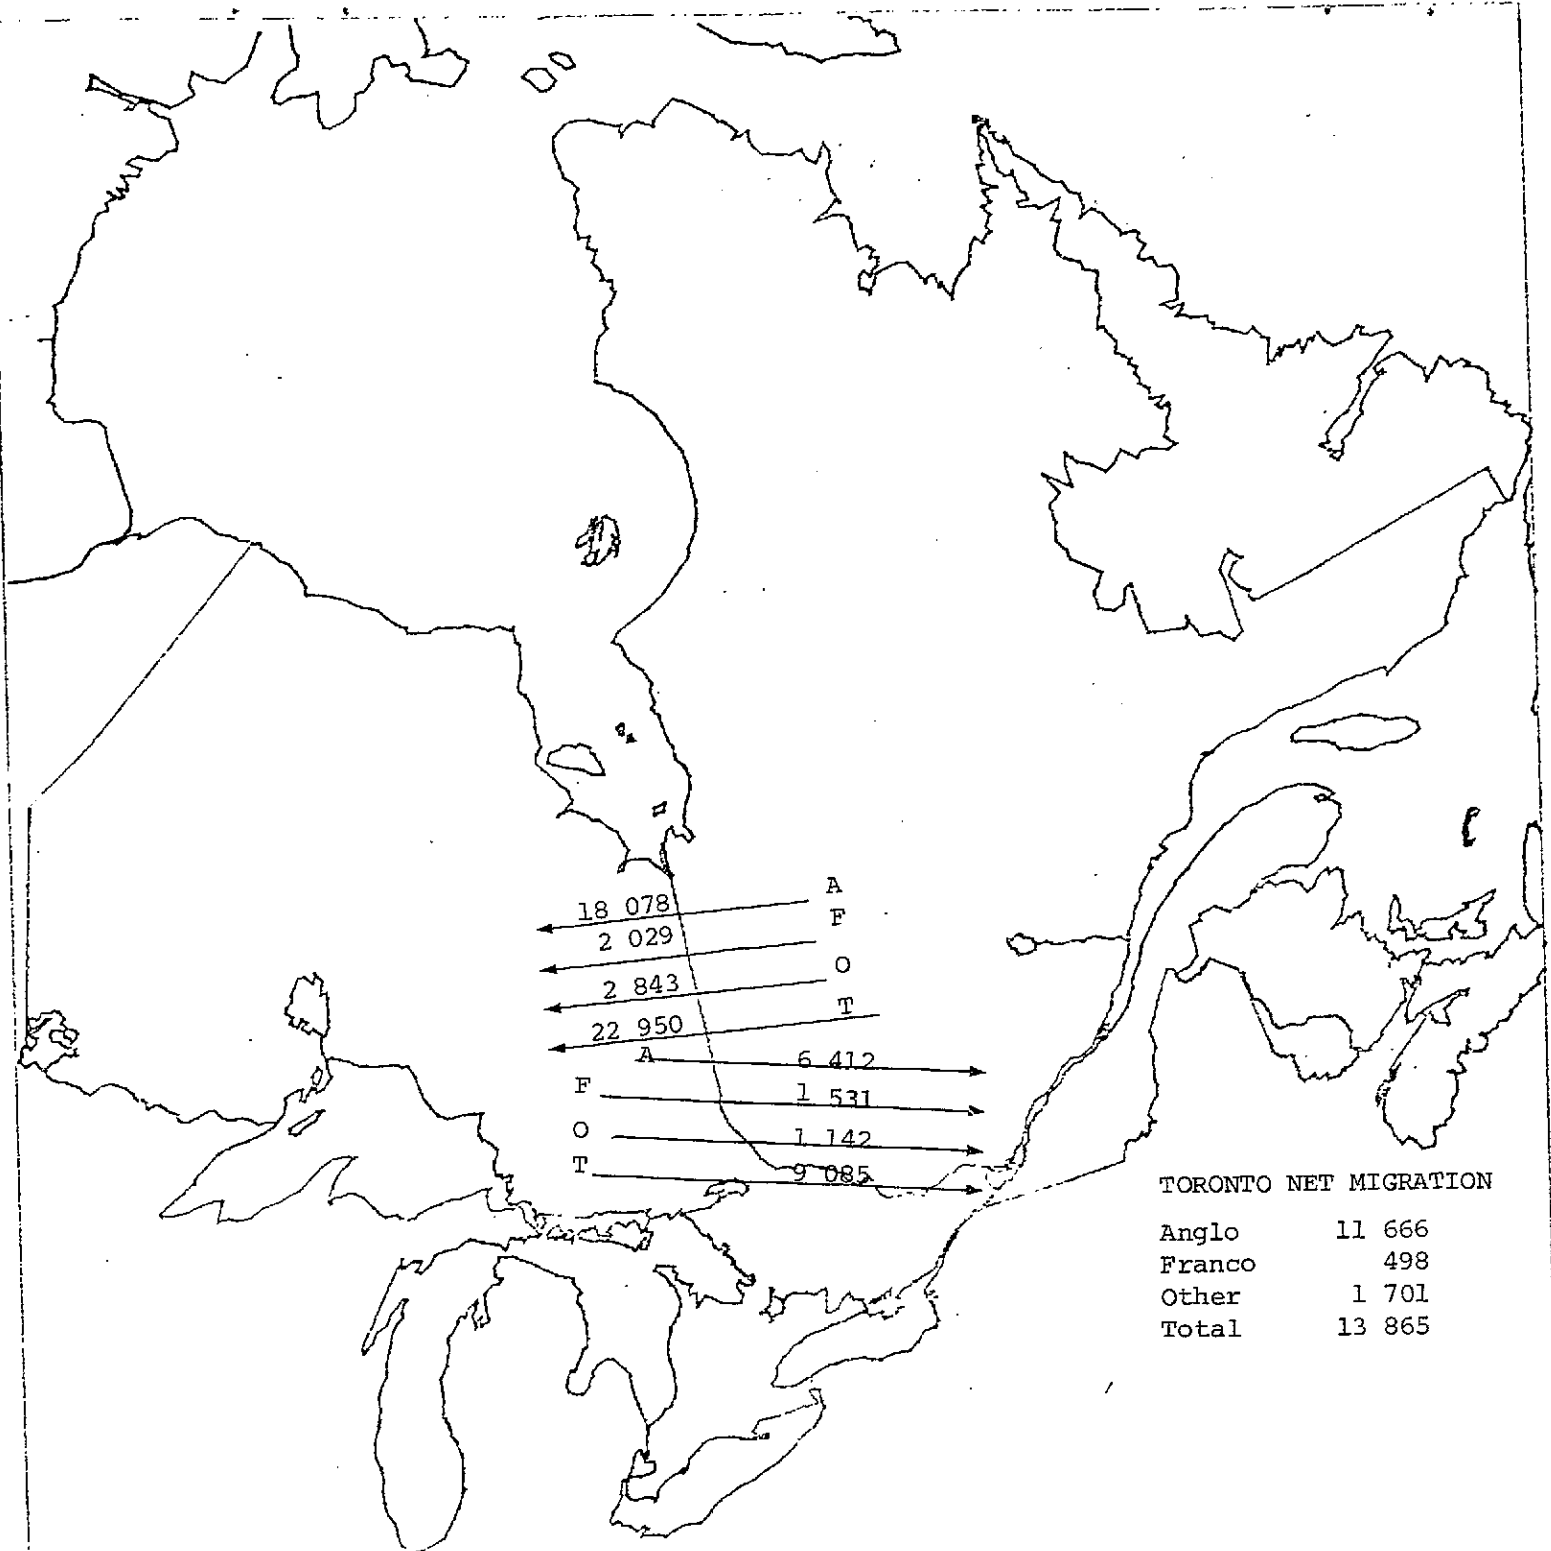 A
18 078
F
2 029
O
2 843
T
22 950
A 6 412
F 1 531
O 1 142
T 9 085
TORONTO NET MIGRATION
Anglo 11 666
Franco 498
Other 1 701
Total 13 865